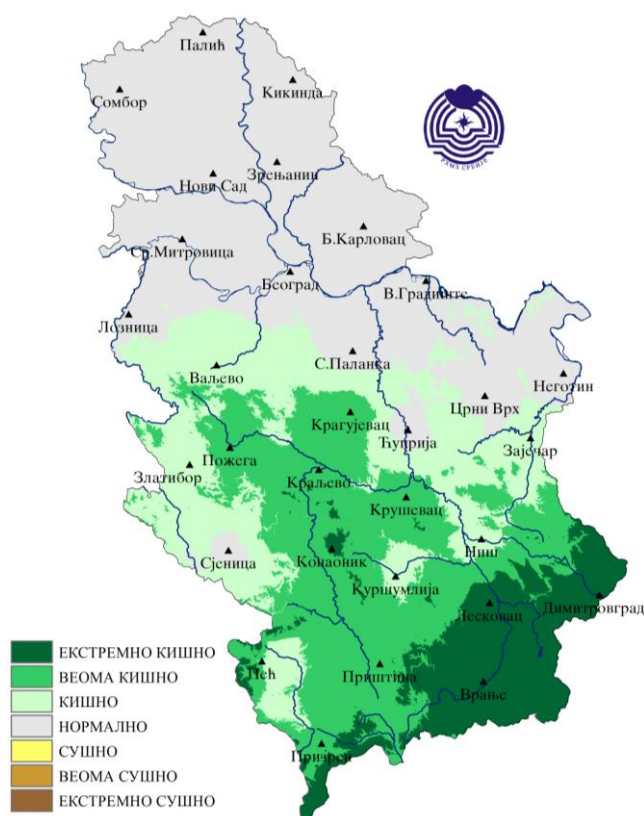 Палић
Кикинда
Сомбор
РХМЗ СРБИЈЕ
Зрењанин
Нови Сад
Б.Карловац
Ср.Митровица
Београд
В.Градиште
Лозница
С.Паланка
Ваљево
Неготин
Црни Врх
Крагујевац
Ћуприја
Зајечар
Пожега
Златибор
Краљево
Крушевац
Ниш
Сјеница
Копаоник
Куршумлија
Димитровград
Лесковац
Пећ
Приштина
Врање
Призрен
ЕКСТРЕМНО КИШНО
ВЕОМА КИШНО
КИШНО
НОРМАЛНО
СУШНО
ВЕОМА СУШНО
ЕКСТРЕМНО СУШНО